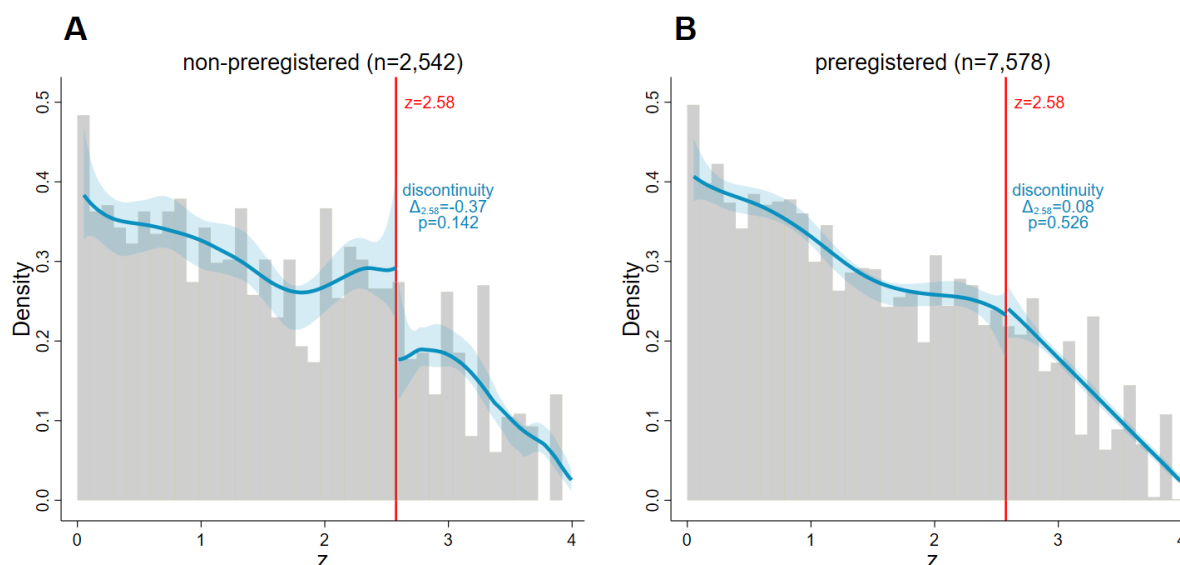 A
non-preregistered (n=2,542)
z=2.58
discontinuity
Δ2.58=-0.37
p=0.142
Density
0.5
0.4
0.3
0.2
0.1
0.0
0 1 2 3 4
z
B
preregistered (n=7,578)
z=2.58
discontinuity
Δ2.58=0.08
p=0.526
Density
0.5
0.4
0.3
0.2
0.1
0.0
0 1 2 3 4
z